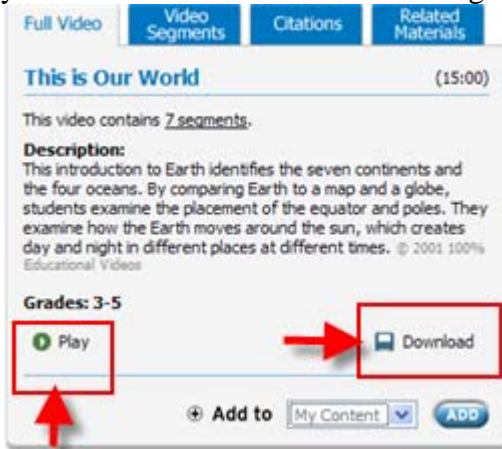 Full Video
Video Segments
Citations
Related Materials
This is Our World (15:00)
This video contains 7 segments.
Description:
This introduction to Earth identifies the seven continents and
the four oceans. By comparing Earth to a map and a globe,
students examine the placement of the equator and poles. They
examine how the Earth moves around the sun, which creates
day and night in different places at different times. © 2001 100%
Educational Videos
Grades: 3-5
Play
Download
Add to My Content ADD